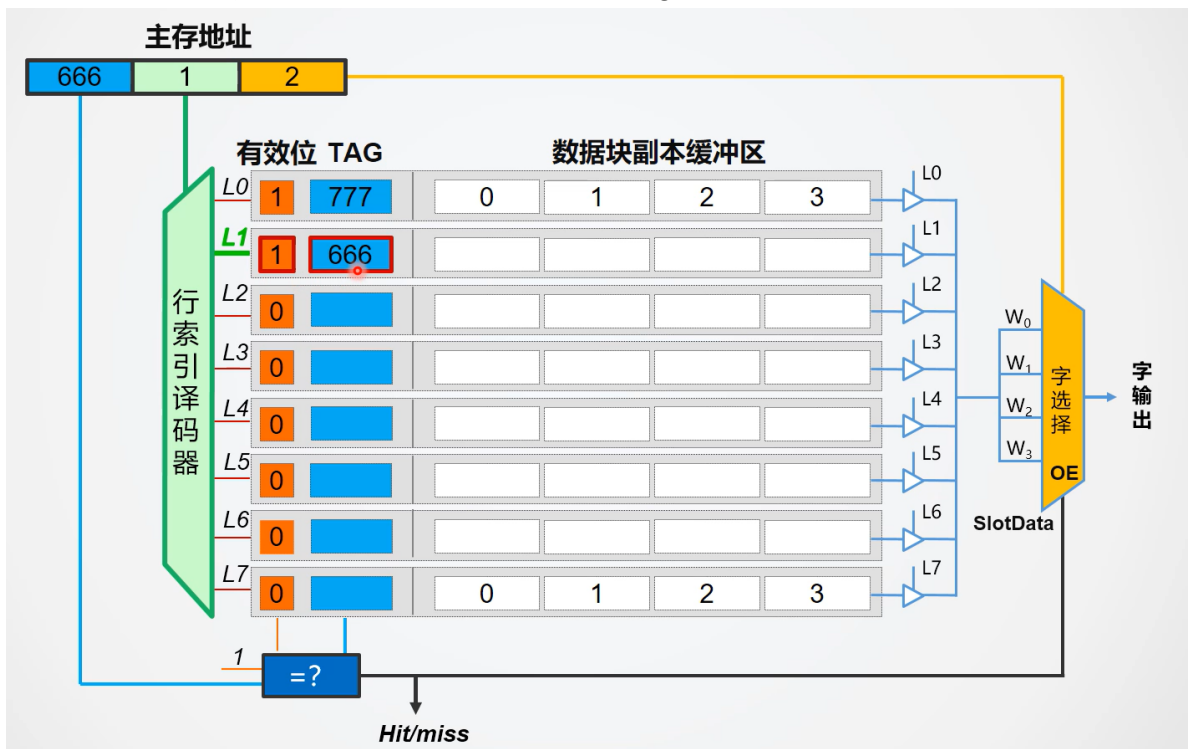 主存地址
666 1 2
有效位 TAG 数据块副本缓冲区
L0 1 777 0 1 2 3 L0
L1 1 666 L1
L2 0 L2
L3 0 L3
L4 0 L4
L5 0 L5
L6 0 L6
L7 0 0 1 2 3 L7
行索引译码器
W0
W1
W2
W3
字选择
OE
字输出
SlotData
1
=?
Hit/miss